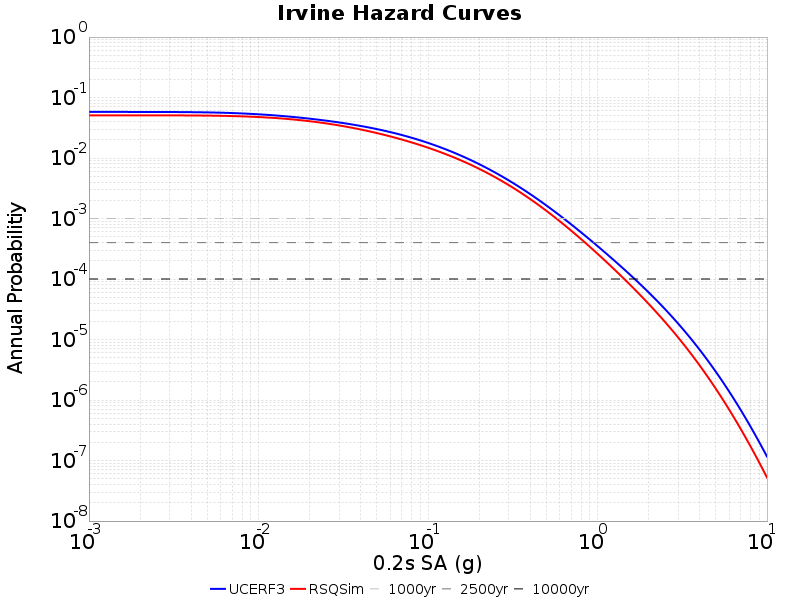 Irvine Hazard Curves
Annual Probabilitiy
10^0
10^-1
10^-2
10^-3
10^-4
10^-5
10^-6
10^-7
10^-8
10^-3 10^-2 10^-1 10^0 10^1
0.2s SA (g)
UCERF3 RSQSim 1000yr 2500yr 10000yr